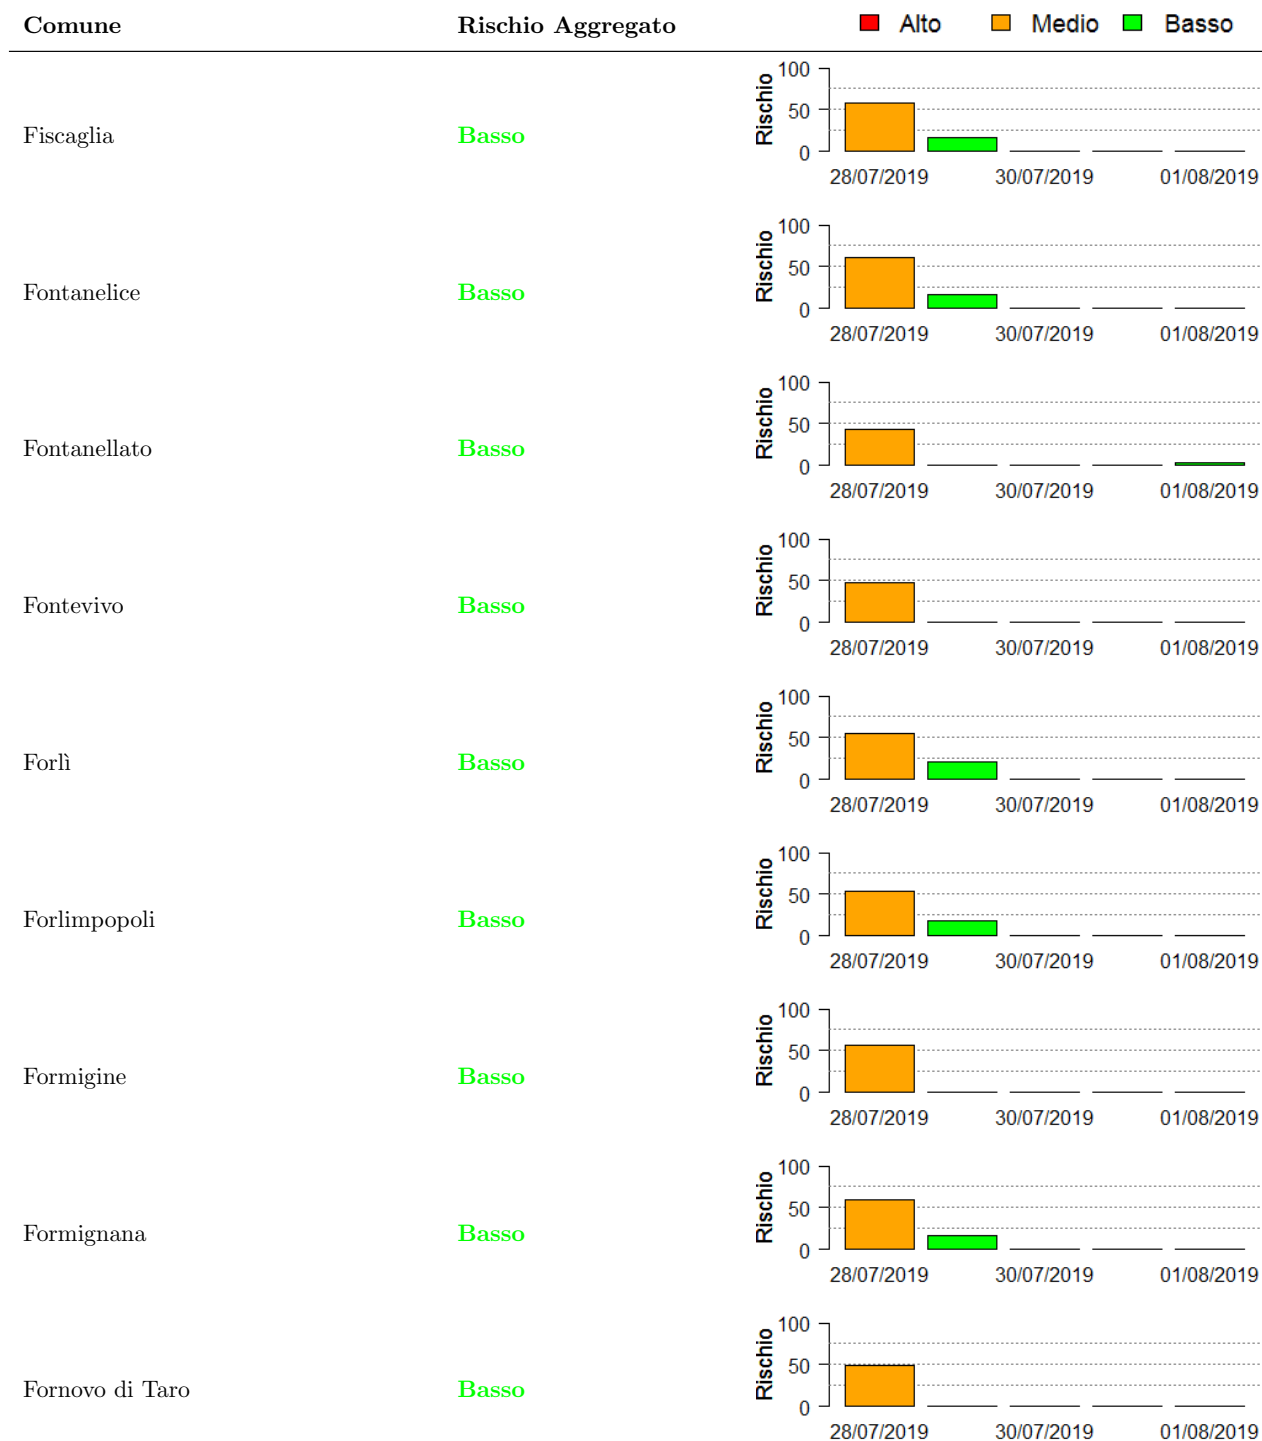 Comune Rischio Aggregato Alto Medio Basso
Fiscaglia Basso
Rischio
100
50
0
28/07/2019 30/07/2019 01/08/2019
Fontanelice Basso
Rischio
100
50
0
28/07/2019 30/07/2019 01/08/2019
Fontanellato Basso
Rischio
100
50
0
28/07/2019 30/07/2019 01/08/2019
Fontevivo Basso
Rischio
100
50
0
28/07/2019 30/07/2019 01/08/2019
Forlì Basso
Rischio
100
50
0
28/07/2019 30/07/2019 01/08/2019
Forlimpopoli Basso
Rischio
100
50
0
28/07/2019 30/07/2019 01/08/2019
Formigine Basso
Rischio
100
50
0
28/07/2019 30/07/2019 01/08/2019
Formignana Basso
Rischio
100
50
0
28/07/2019 30/07/2019 01/08/2019
Fornovo di Taro Basso
Rischio
100
50
0
28/07/2019 30/07/2019 01/08/2019